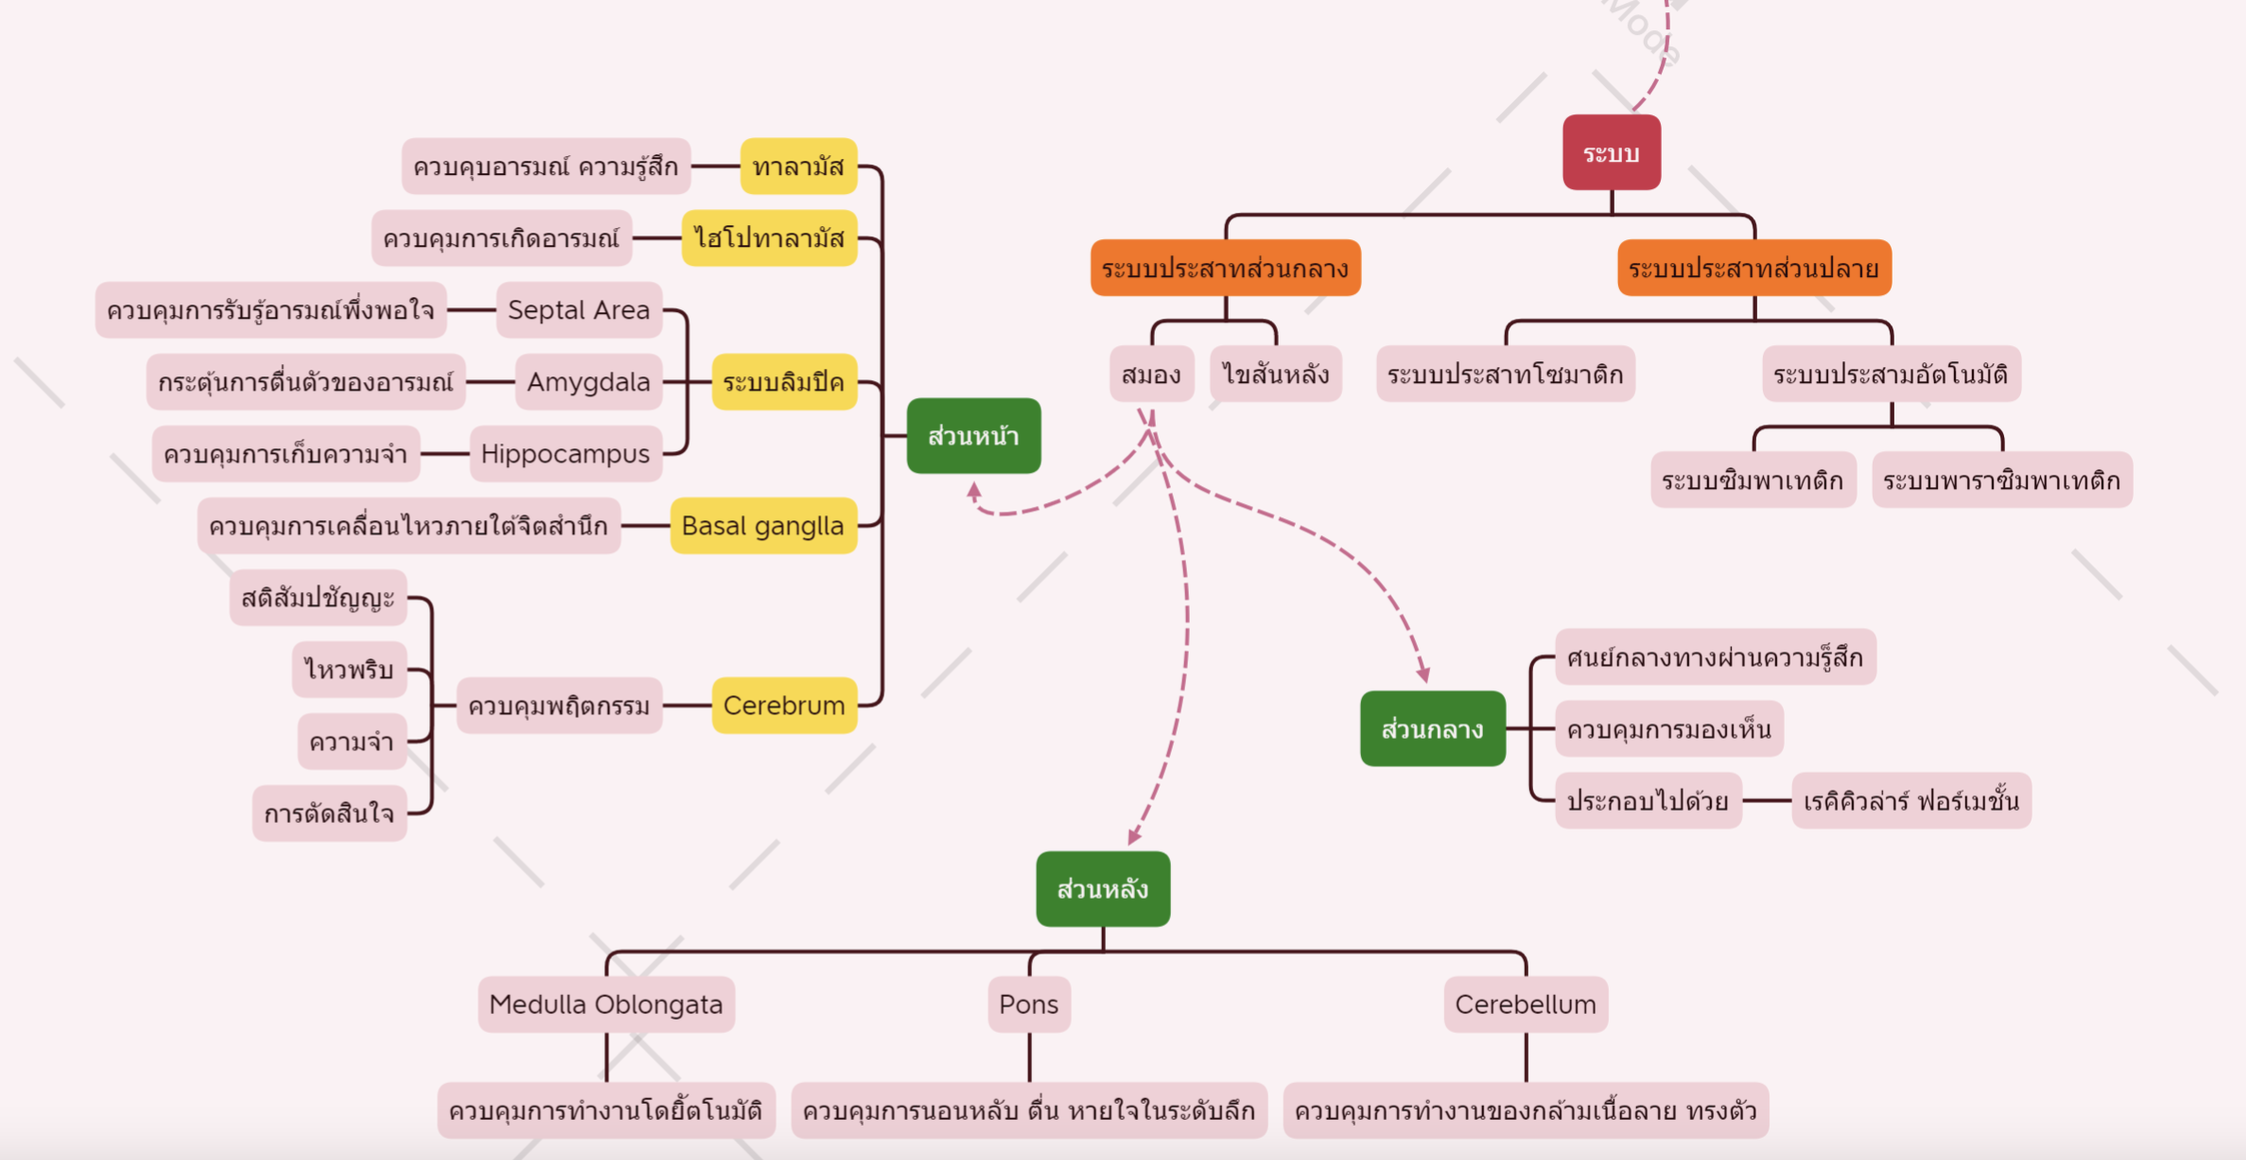 Mode
ระบบ
ระบบประสาทส่วนกลาง
ระบบประสาทส่วนปลาย
สมอง
ไขสันหลัง
ระบบประสาทโซมาติก
ระบบประสามอัตโนมัติ
ระบบซิมพาเทติก
ระบบพาราซิมพาเทติก
ส่วนหน้า
ทาลามัส
ควบคุบอารมณ์ ความรู้สึก
ไฮโปทาลามัส
ควบคุมการเกิดอารมณ์
ระบบลิมปิค
Septal Area
ควบคุมการรับรู้อารมณ์พึ่งพอใจ
Amygdala
กระตุ้นการตื่นตัวของอารมณ์
Hippocampus
ควบคุมการเก็บความจำ
Basal ganglla
ควบคุมการเคลื่อนไหวภายใต้จิตสำนึก
Cerebrum
ควบคุมพฤิตกรรม
สติสัมปชัญญะ
ไหวพริบ
ความจำ
การตัดสินใจ
ส่วนกลาง
ศนย์กลางทางผ่านความรู็สึก
ควบคุมการมองเห็น
ประกอบไปด้วย
เรคิคิวล่าร์ ฟอร์เมชั้น
ส่วนหลัง
Medulla Oblongata
ควบคุมการทำงานโดยิัตโนมัติ
Pons
ควบคุมการนอนหลับ ตื่น หายใจในระดับลึก
Cerebellum
ควบคุมการทำงานของกล้ามเนื้อลาย ทรงตัว